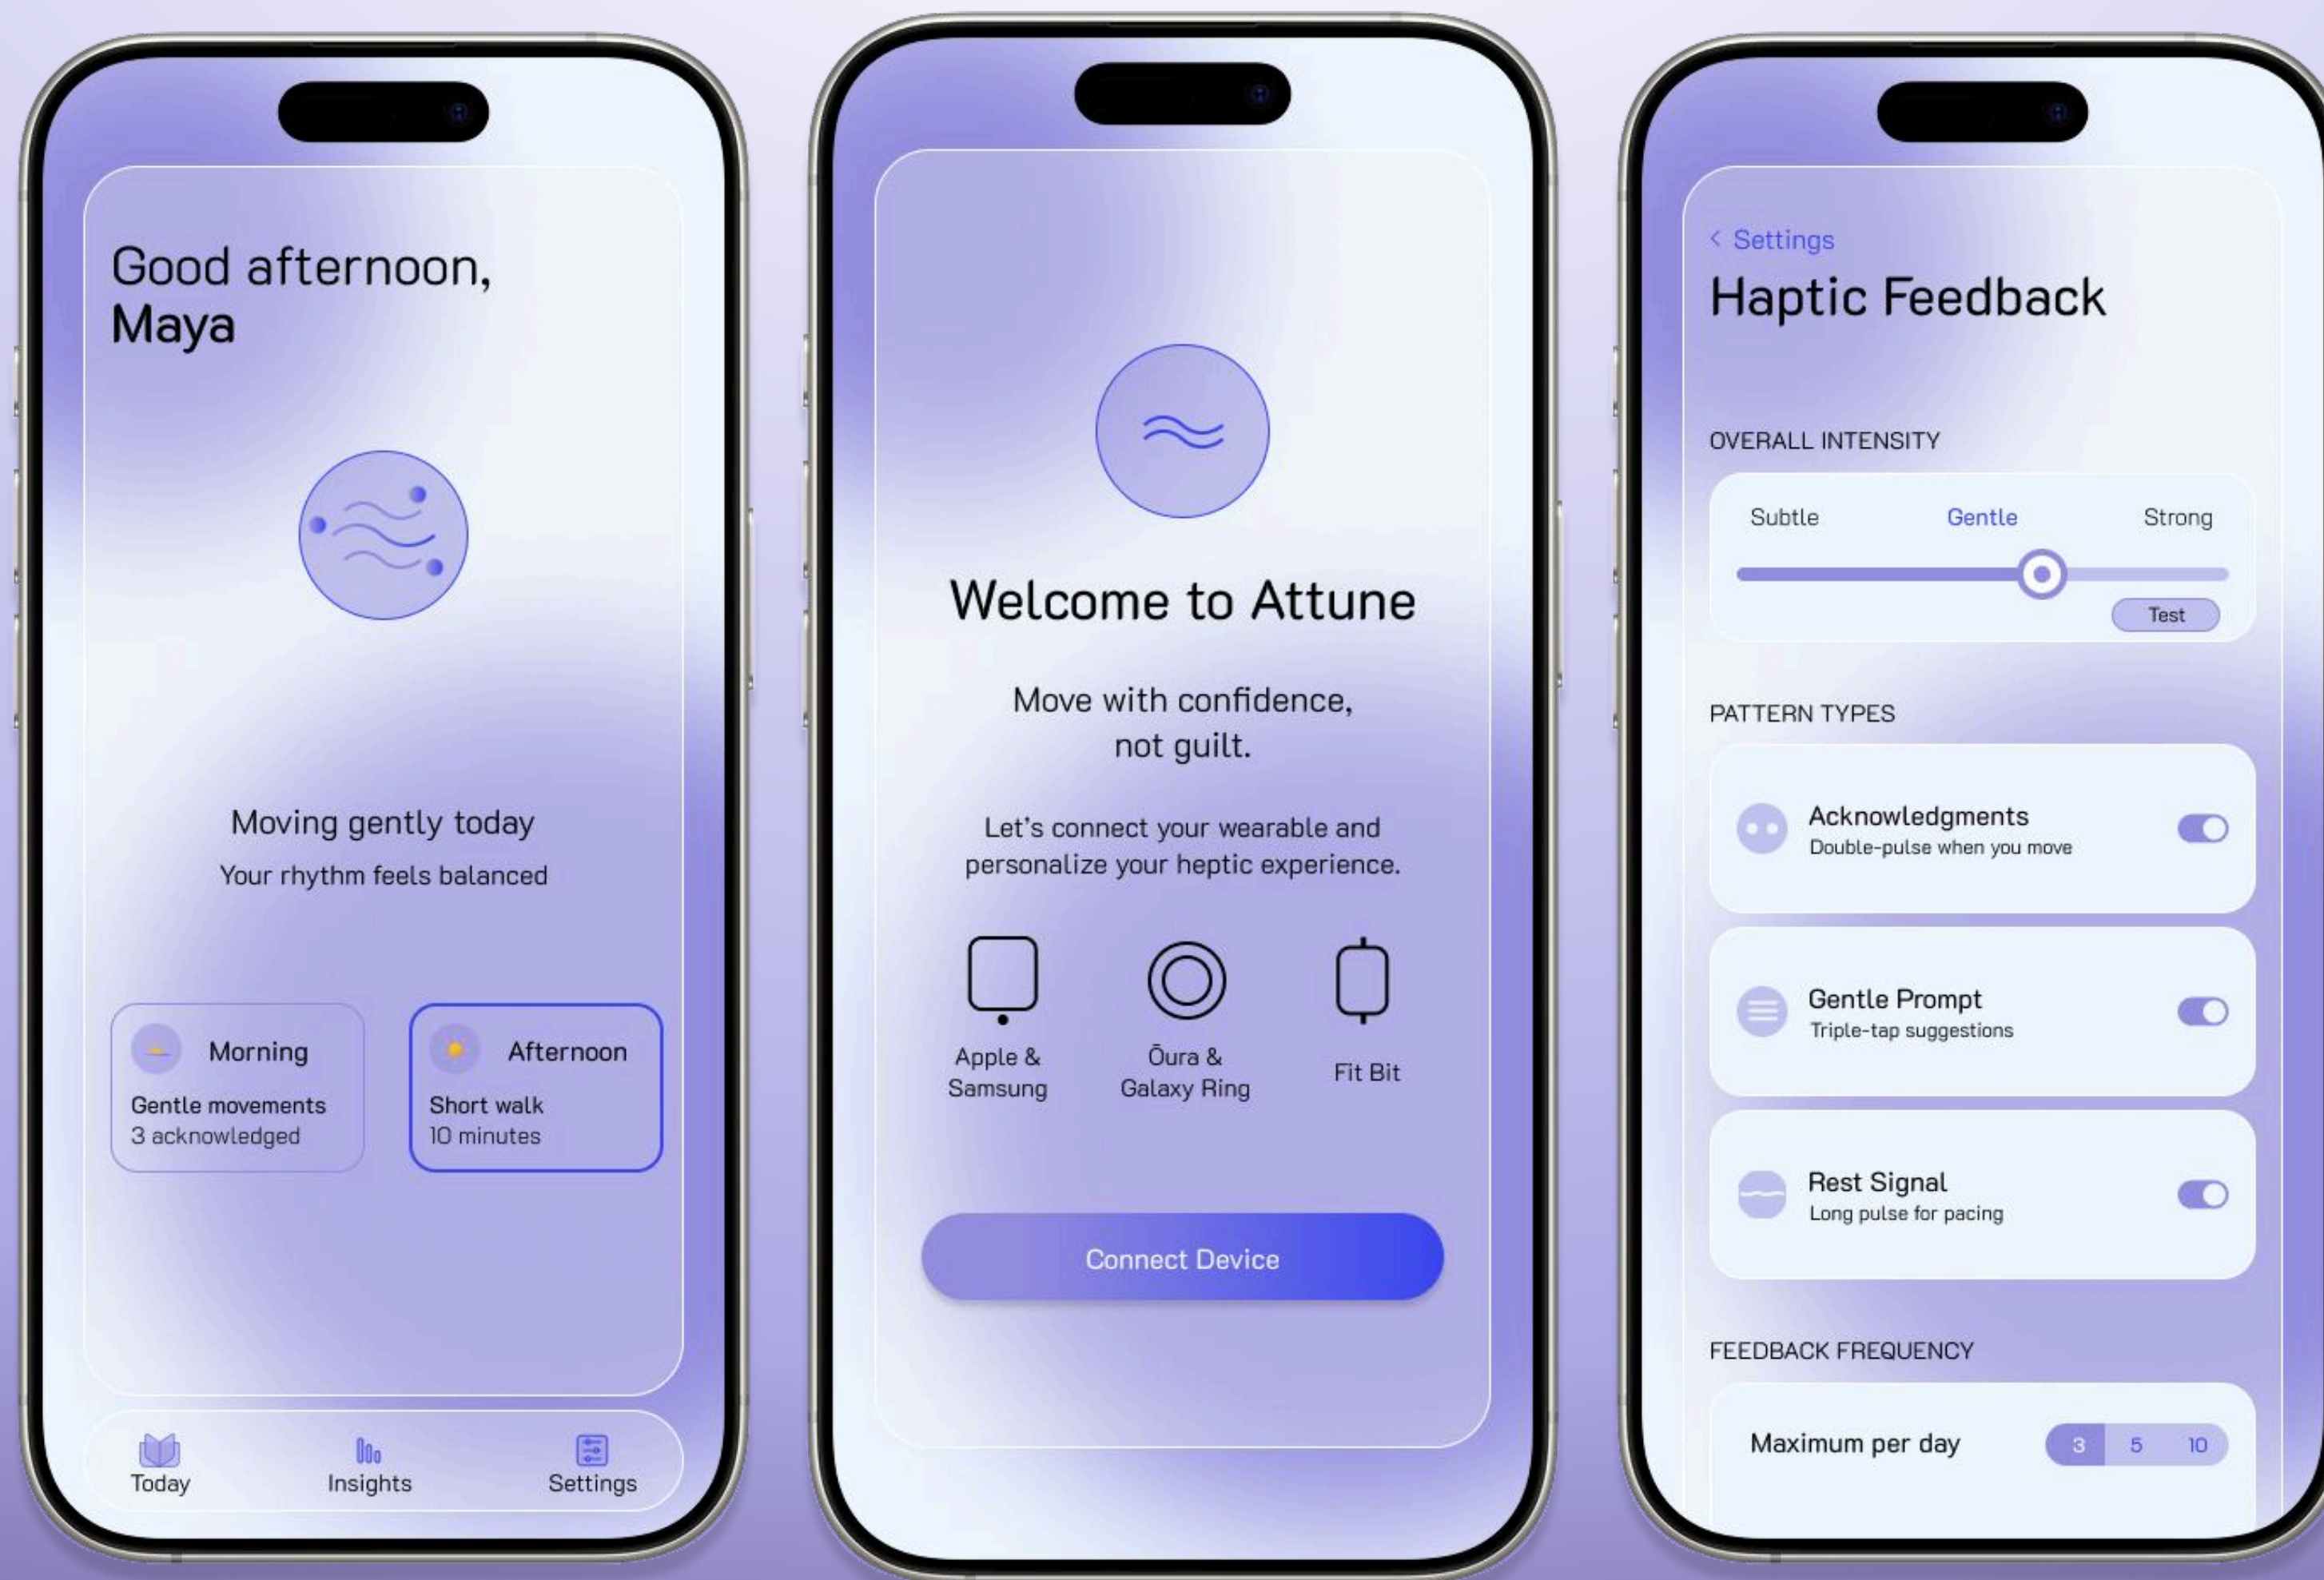 Good afternoon,
Maya
Moving gently today
Your rhythm feels balanced
Morning
Gentle movements
3 acknowledged
Afternoon
Short walk
10 minutes
Today
Insights
Settings
Welcome to Attune
Move with confidence,
not guilt.
Let's connect your wearable and
personalize your heptic experience.
Apple &
Samsung
Ōura &
Galaxy Ring
Fit Bit
Connect Device
< Settings
Haptic Feedback
OVERALL INTENSITY
Subtle Gentle Strong
Test
PATTERN TYPES
Acknowledgments
Double-pulse when you move
Gentle Prompt
Triple-tap suggestions
Rest Signal
Long pulse for pacing
FEEDBACK FREQUENCY
Maximum per day 3 5 10